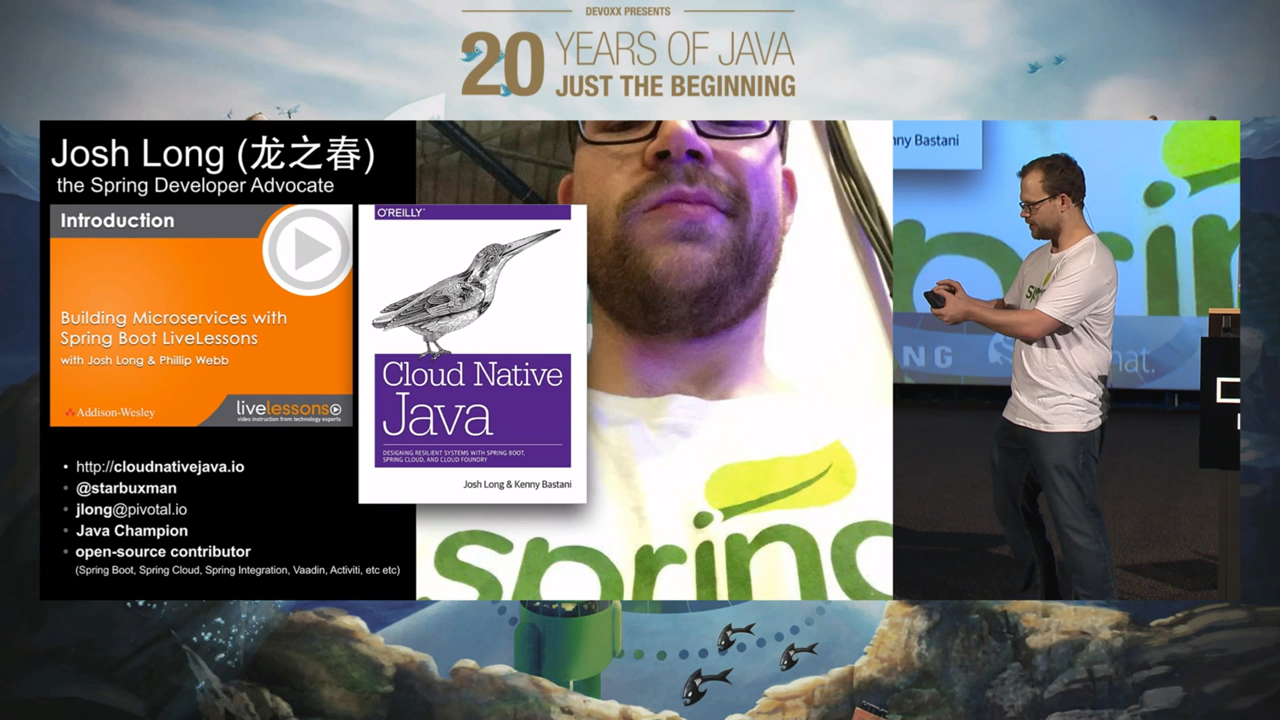 DEVOXX PRESENTS
20 YEARS OF JAVA
JUST THE BEGINNING
Josh Long (龙之春)
the Spring Developer Advocate
Introduction
Building Microservices with
Spring Boot LiveLessons
with Josh Long & Phillip Webb
Addison-Wesley
livelessons
video instruction from technology experts
• http://cloudnativejava.io
• @starbuxman
• jlong@pivotal.io
• Java Champion
• open-source contributor
(Spring Boot, Spring Cloud, Spring Integration, Vaadin, Activiti, etc etc)
O'REILLY®
Cloud Native
Java
DESIGNING RESILIENT SYSTEMS WITH SPRING BOOT,
SPRING CLOUD, AND CLOUD FOUNDRY
Josh Long & Kenny Bastani
spring
nny Bastani
prin
NG
hat.